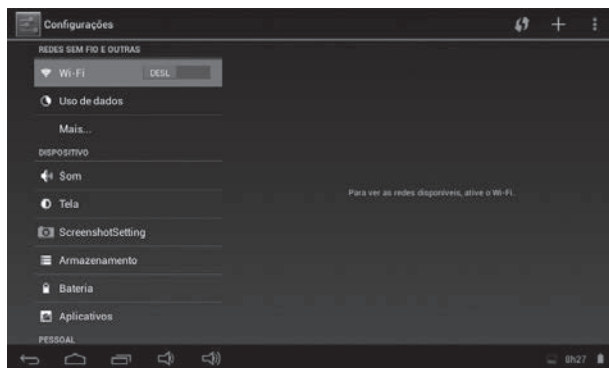 Configurações
REDES SEM FIO E OUTRAS
Wi-Fi DESL
Uso de dados
Mais...
DISPOSITIVO
Som
Para ver as redes disponíveis, ative o Wi-Fi.
Tela
ScreenshotSetting
Armazenamento
Bateria
Aplicativos
PESSOAL
8h27